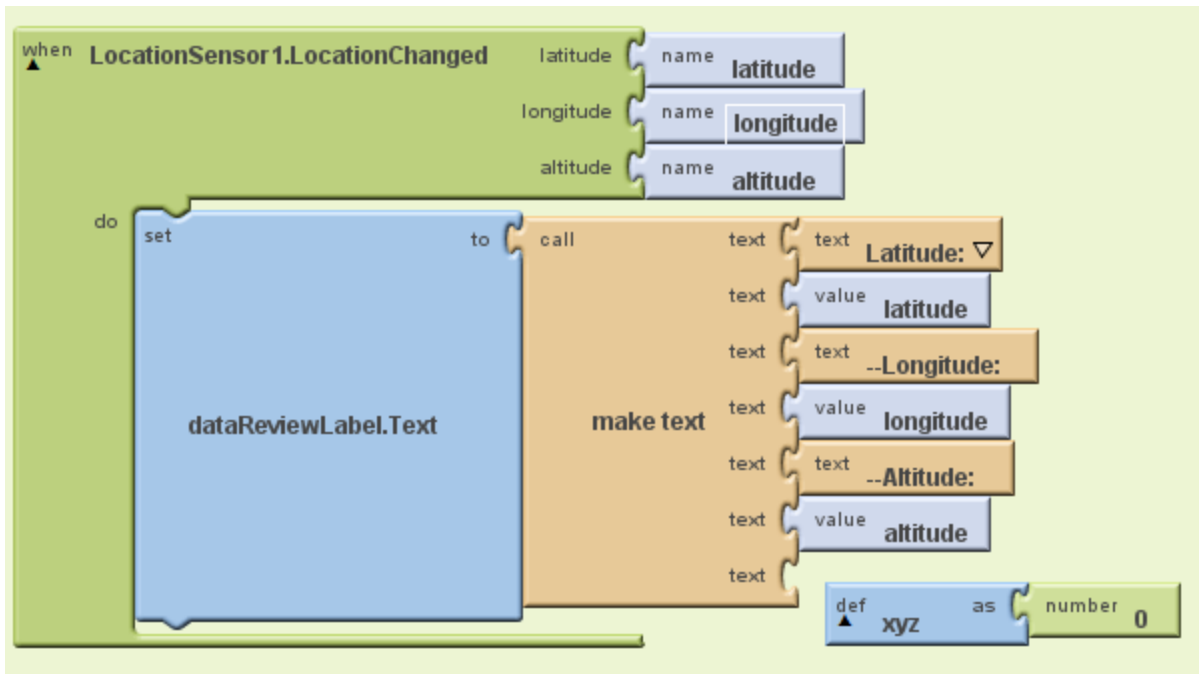 when LocationSensor1.LocationChanged latitude name latitude
longitude name longitude
altitude name altitude
do set to call text text Latitude:
text value latitude
text text --Longitude:
dataReviewLabel.Text make text text value longitude
text text --Altitude:
text value altitude
text
def xyz as number 0